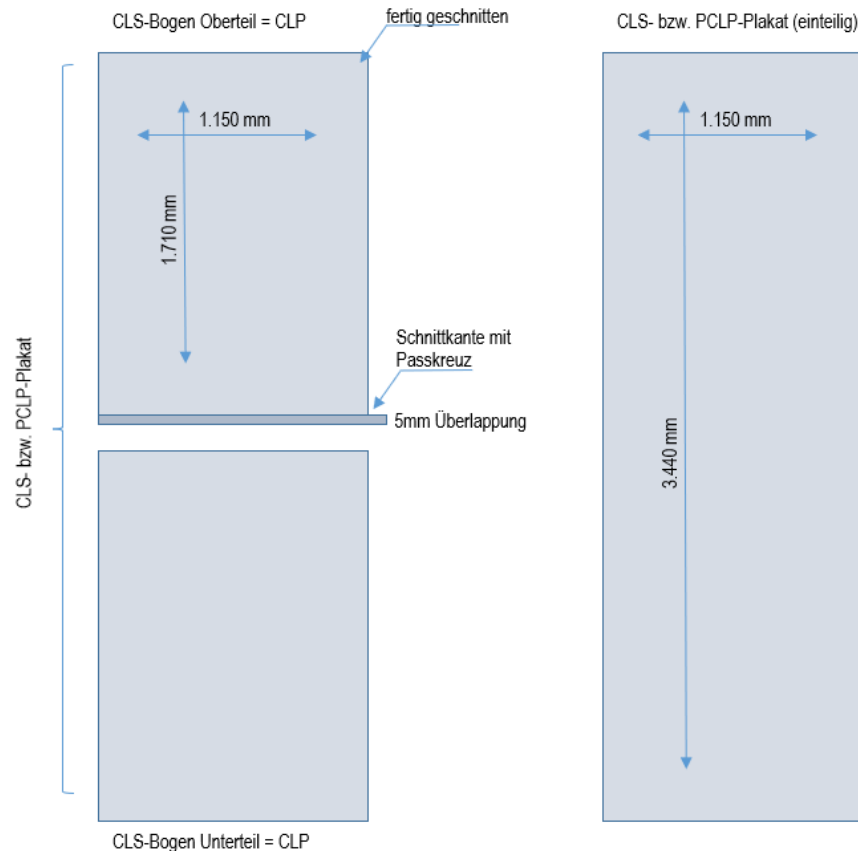 CLS-Bogen Oberteil = CLP
fertig geschnitten
CLS- bzw. PCLP-Plakat (einteilig)
1.150 mm
1.150 mm
1.710 mm
Schnittkante mit
Passkreuz
5mm Überlappung
CLS- bzw. PCLP-Plakat
3.440 mm
CLS-Bogen Unterteil = CLP